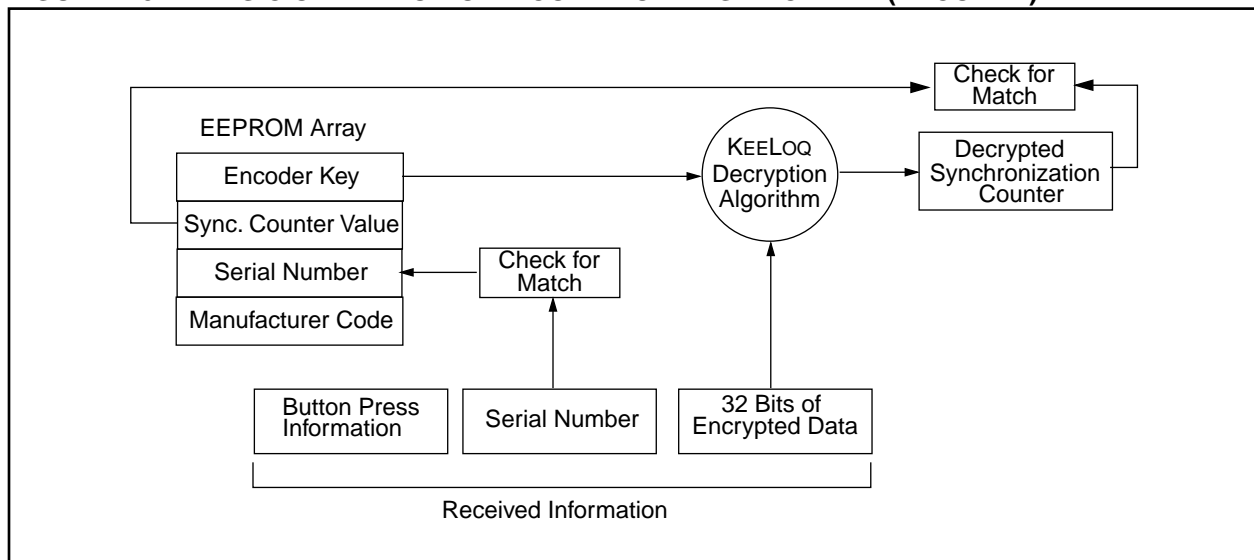 Check for
Match
EEPROM Array
KEELOQ
Decryption
Algorithm
Decrypted
Synchronization
Counter
Encoder Key
Sync. Counter Value
Serial Number
Check for
Match
Manufacturer Code
Button Press
Information
Serial Number
32 Bits of
Encrypted Data
Received Information